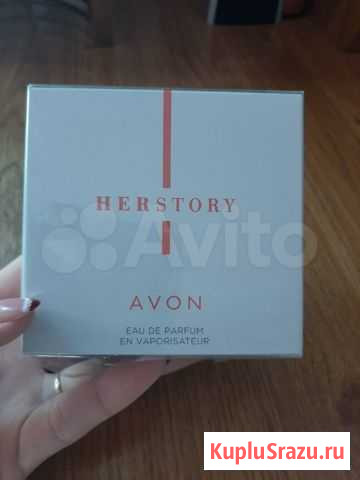 HERSTORY
Avito
AVON
EAU DE PARFUM
EN VAPORISATEUR
KupluSrazu.ru